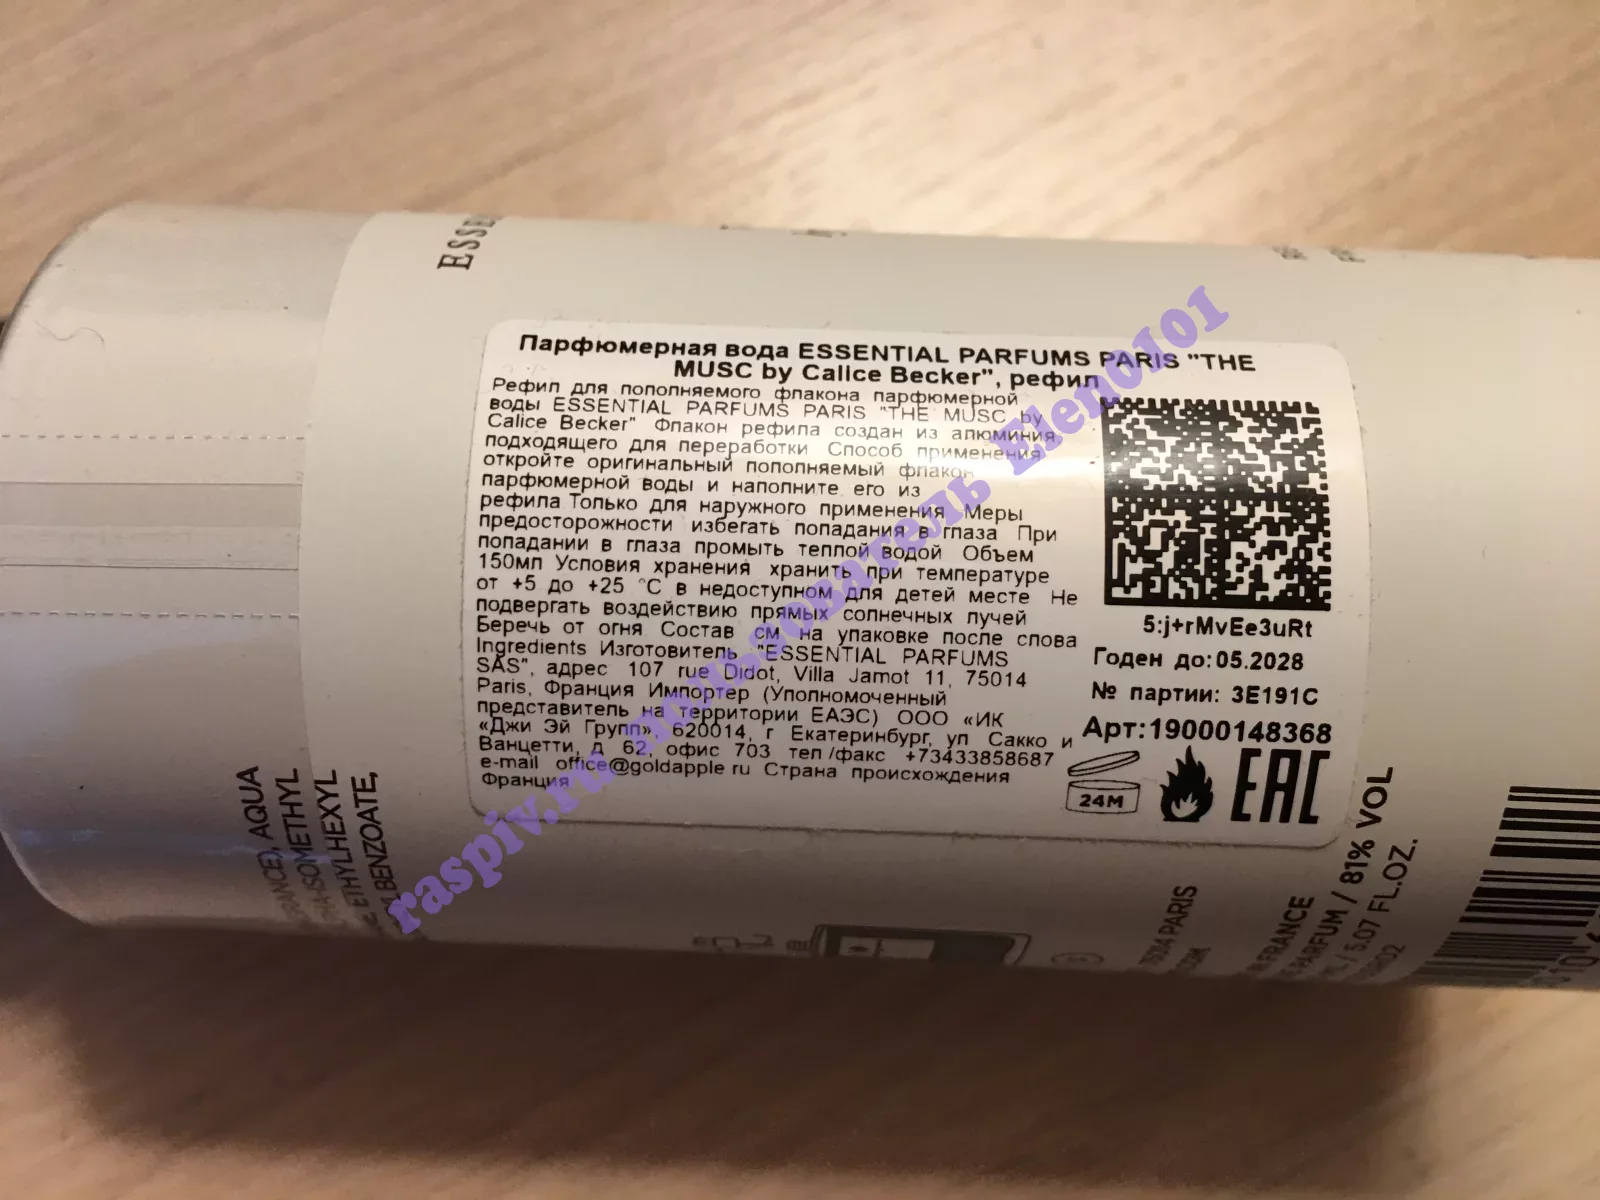 ESSE
Парфюмерная вода ESSENTIAL PARFUMS PARIS "THE
MUSC by Calice Becker", рефил
Рефил для пополняемого флакона парфюмерной
воды ESSENTIAL PARFUMS PARIS "THE MUSC by
Calice Becker" Флакон рефила создан из алюминия,
подходящего для переработки Способ применения
откройте оригинальный пополняемый флакон
парфюмерной воды и наполните его из
рефила Только для наружного применения Меры
предосторожности избегать попадания в глаза При
попадании в глаза промыть теплой водой Объем
150мл Условия хранения хранить при температуре
от +5 до +25 °C в недоступном для детей месте Не
подвергать воздействию прямых солнечных лучей
Беречь от огня Состав см на упаковке после слова
Ingredients Изготовитель "ESSENTIAL PARFUMS
SAS", адрес 107 rue Didot, Villa Jamot 11, 75014
Paris, Франция Импортер (Уполномоченный
представитель на территории ЕАЭС) ООО «ИК
«Джи Эй Групп», 620014, г Екатеринбург, ул Сакко и
Ванцетти, д 62, офис 703 тел /факс +73433858687
e-mail office@goldapple ru Страна происхождения
Франция
5:j+rMvEe3uRt
Годен до: 05.2028
№ партии: 3E191C
Арт:19000148368
24M
EAC
AQUA
ETHYLHEXYL
BENZOATE,
PARIS
FRANCE
PARFUM / 81% VOL
/ 5.07 FL.OZ.
raspiv.ru пользователь Elen0101